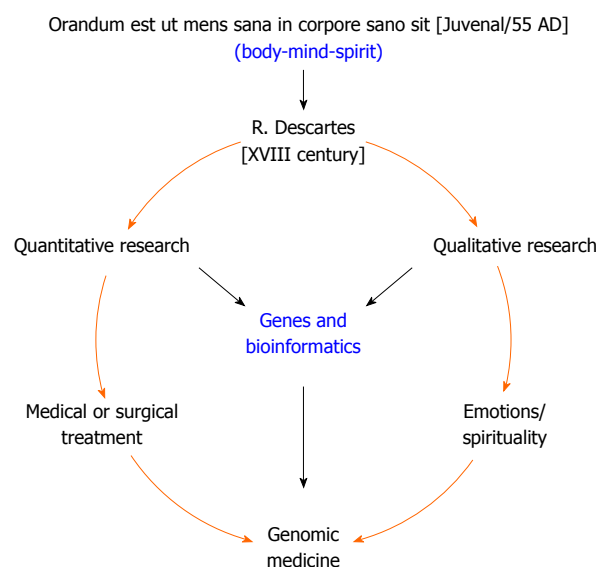 Orandum est ut mens sana in corpore sano sit [Juvenal/55 AD]
(body-mind-spirit)
R. Descartes
[XVIII century]
Quantitative research
Qualitative research
Genes and
bioinformatics
Medical or surgical
treatment
Emotions/
spirituality
Genomic
medicine